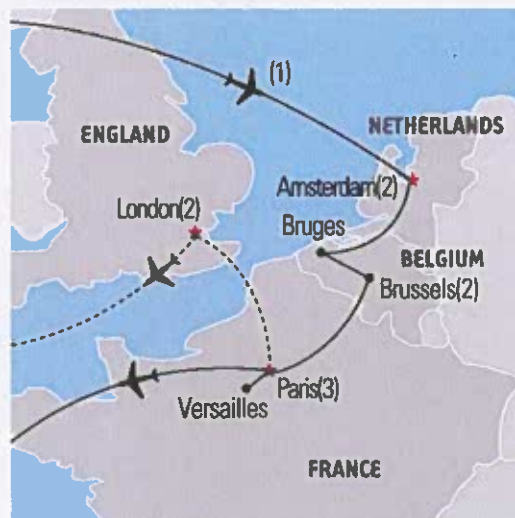 (1)
NETHERLANDS
ENGLAND
Amsterdam(2)
London(2)
Bruges
BELGIUM
Brussels(2)
Paris(3)
Versailles
FRANCE